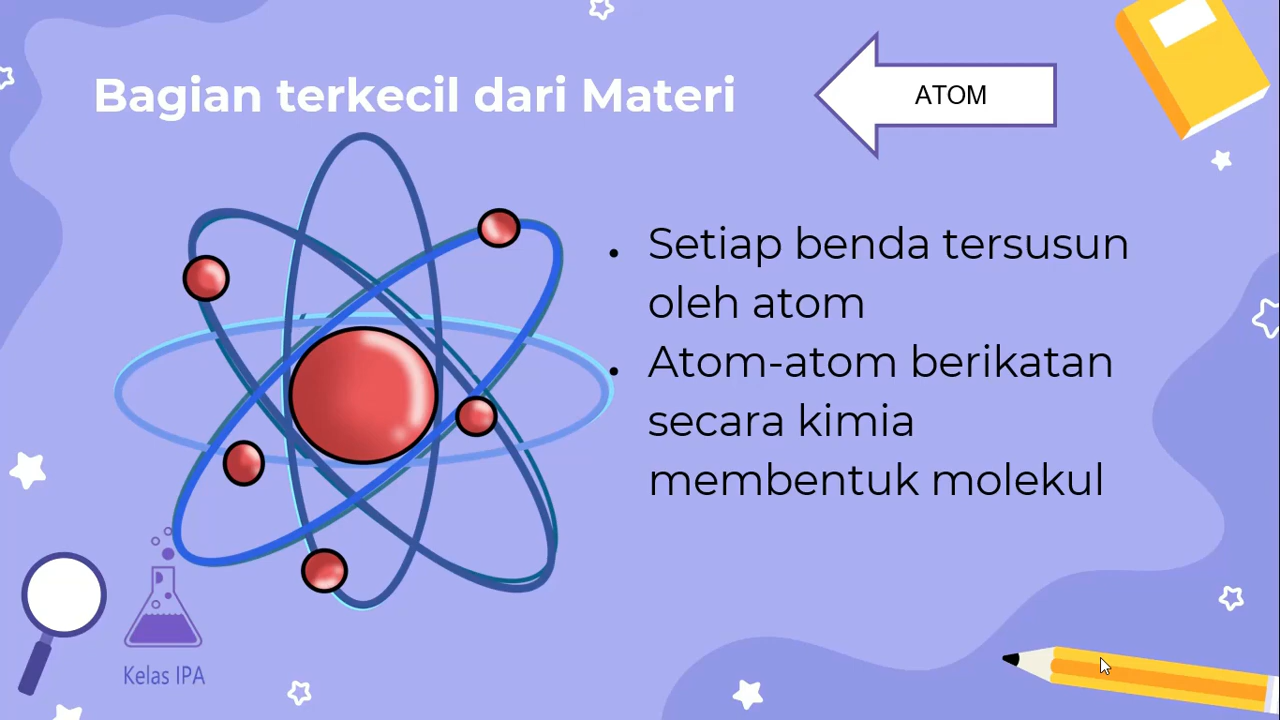 Bagian terkecil dari Materi
ATOM
• Setiap benda tersusun
oleh atom
• Atom-atom berikatan
secara kimia
membentuk molekul
Kelas IPA